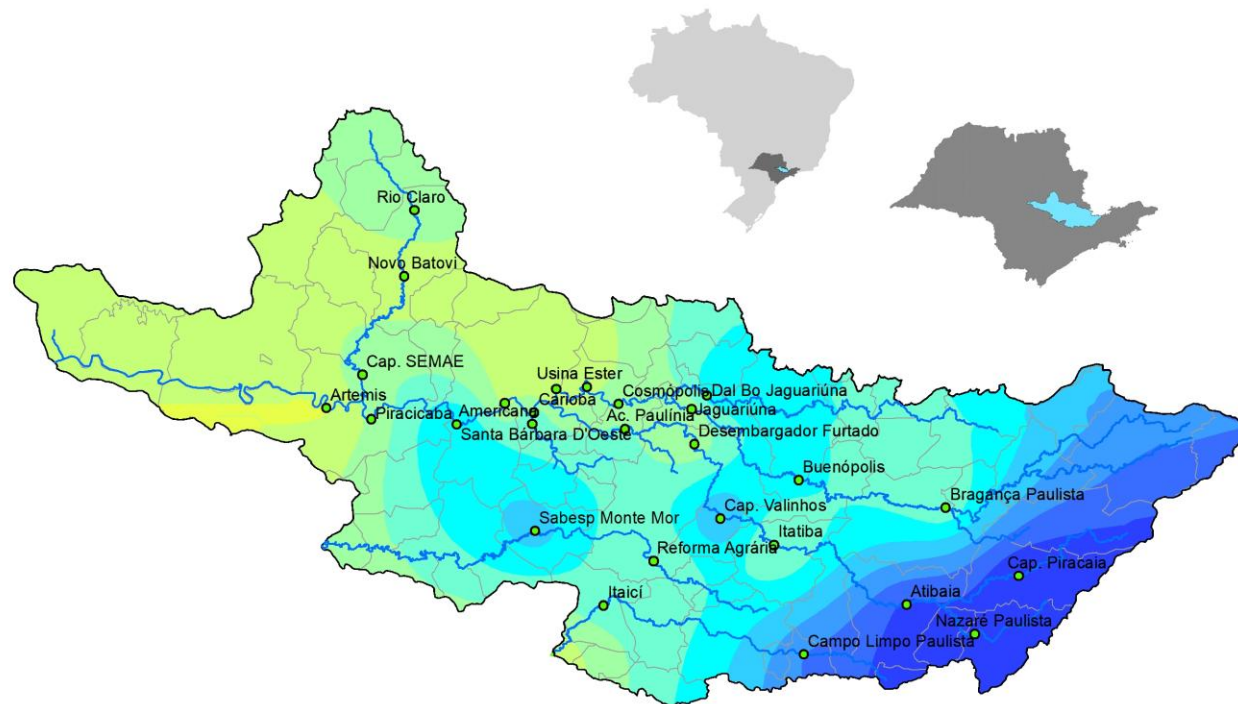 Rio Claro
Novo Batovi
Cap. SEMAE
Usina Ester
Artemis
Cosmópolis
Dal Bo Jaguariúna
Carioba
Piracicaba
Americana
Ac. Paulínia
Jaguariúna
Santa Bárbara D'Oeste
Desembargador Furtado
Buenópolis
Bragança Paulista
Cap. Valinhos
Sabesp Monte Mor
Itatiba
Reforma Agrária
Cap. Piracaia
Itaicí
Atibaia
Nazaré Paulista
Campo Limpo Paulista